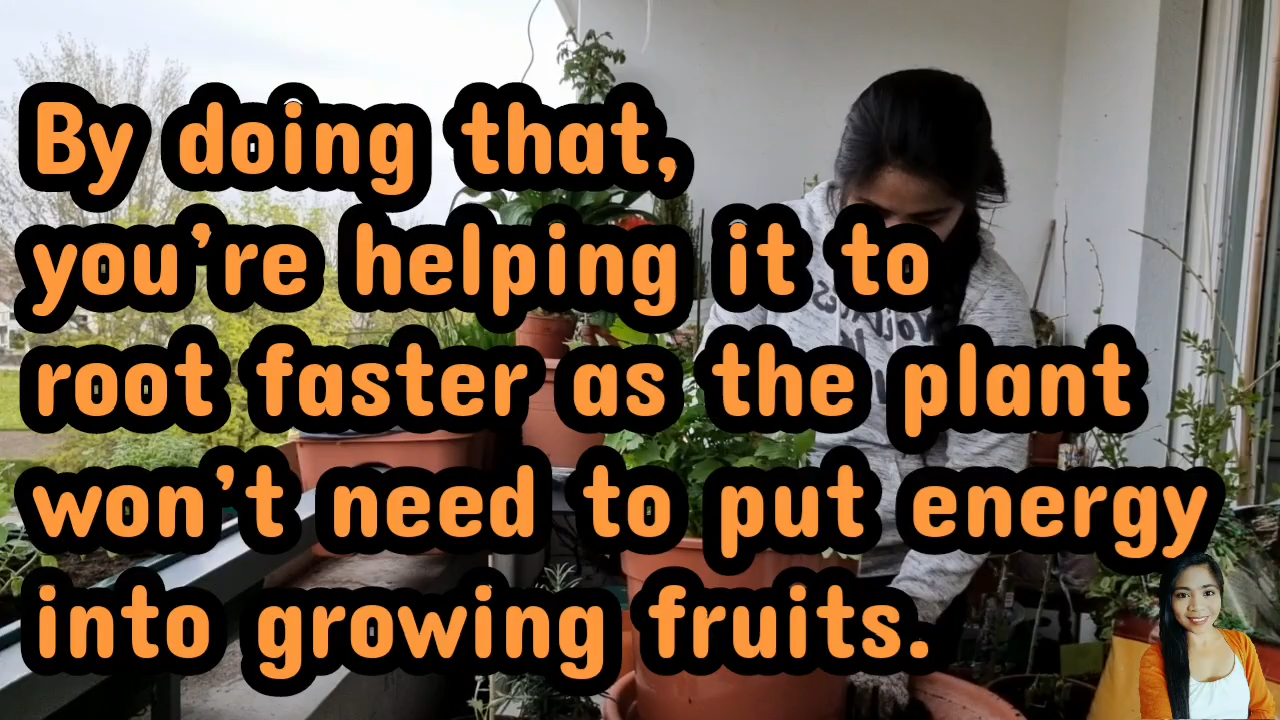 By doing that,
you're helping it to
root faster as the plant
won't need to put energy
into growing fruits.